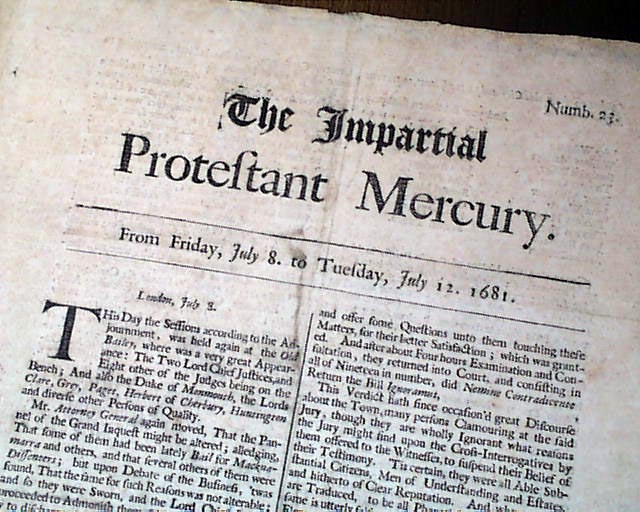 Numb. 23.
The Impartial
Proteſtant Mercury.
From Friday, July 8. to Tueſday, July 12. 1681.
London, July 8.
THis Day the Seſſions according to the Ad-
journment, was held again at the Old
Bailey, where was a very great Appear-
ance: The Two Lord Chief Juſtices, and
Eight other of the Judges being on the
Bench; And alſo the Duke of Monmouth, the Lords
Clare, Grey, Paget, Herbert of Cherbury, Huntington
and diverſe other Perſons of Quality.
Mr. Attorney General again moved, That the Pan-
nel of the Grand Inqueſt might be altered; alledging,
That ſome of them had been lately Bail for
and others, and that ſeveral others of them were
Diſſenters; but upon Debate of the Buſineſs, 'twas
found, That the ſame for ſuch Reaſons was not alterable;
and ſo they were Sworn, and the Lord Chief
proceeded to Admoniſh them
to diſ
and offer ſome Queſtions unto them touching theſe
Matters, for their better Satisfaction; which was grant-
ed. And after about Four hours Examination and Con-
ſultation, they returned into Court, and conſiſting in
all of Nineteen in number, did Nemine Contradicente
Return the Bill Ignoramus,
This Verdict hath ſince occaſion'd great Diſcourſe
about the Town, many perſons Clamouring at the ſaid
Jury, though they are wholly Ignorant what reaſons
the Jury might find upon the Croſs-Interrogatives by
them offered to the Witneſſes, to ſuſpend their Belief of
their Teſtimony. 'Tis certain, they were all Able Sub-
ſtantial Citizens, Men of Underſtanding and Eſtates,
and hitherto of Clear Reputation. And
are Traduced, to be all
ſame is utterly